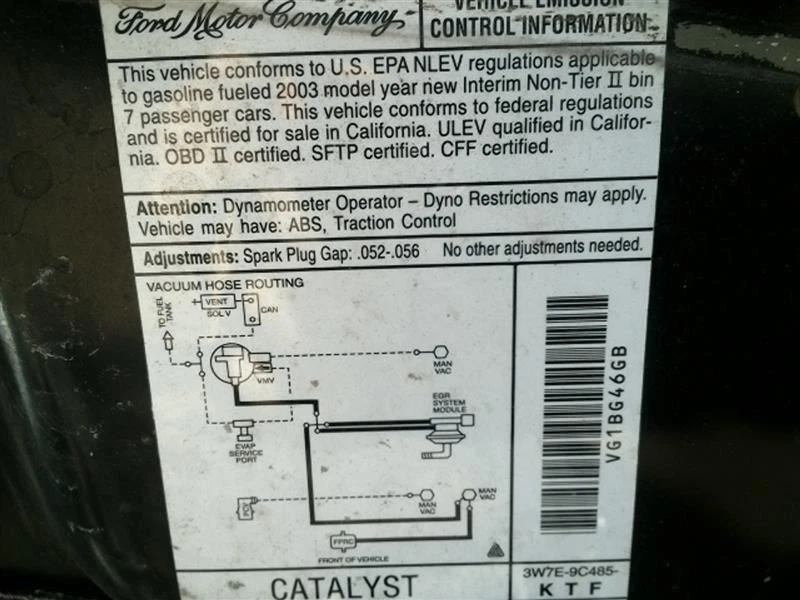 Ford Motor Company
VEHICLE EMISSION
CONTROL INFORMATION
This vehicle conforms to U.S. EPA NLEV regulations applicable
to gasoline fueled 2003 model year new Interim Non-Tier II bin
7 passenger cars. This vehicle conforms to federal regulations
and is certified for sale in California. ULEV qualified in Califor-
nia. OBD II certified. SFTP certified. CFF certified.
Attention: Dynamometer Operator – Dyno Restrictions may apply.
Vehicle may have: ABS, Traction Control
Adjustments: Spark Plug Gap: .052-.056 No other adjustments needed.
VACUUM HOSE ROUTING
TO FUEL
TANK
VENT
SOL V
CAN
VMV
MAN
VAC
EGR
SYSTEM
MODULE
EVAP
SERVICE
PORT
PCV
MAN
VAC
MAN
VAC
FPRC
FRONT OF VEHICLE
VG1BG46GB
CATALYST
3W7E-9C485-
K T F